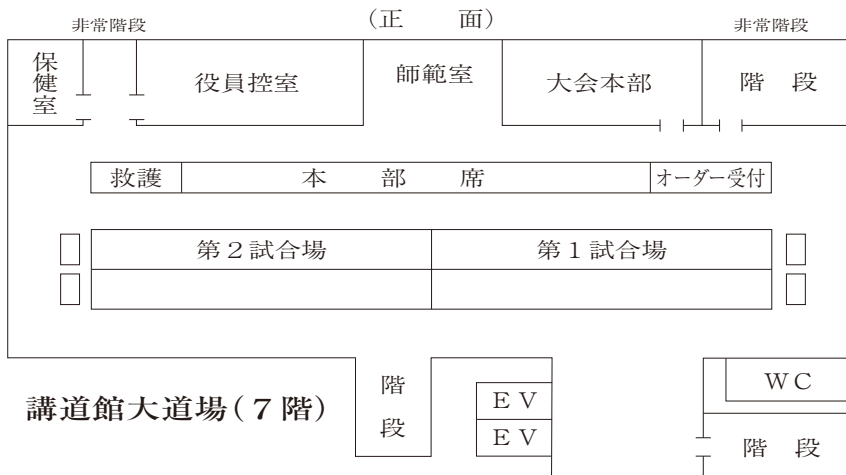 (正　面)
非常階段
非常階段
保健室
役員控室
師範室
大会本部
階　段
救護
本　部　席
オーダー受付
第２試合場
第１試合場
講道館大道場(７階)
階段
ＥＶ
ＥＶ
ＷＣ
階　段